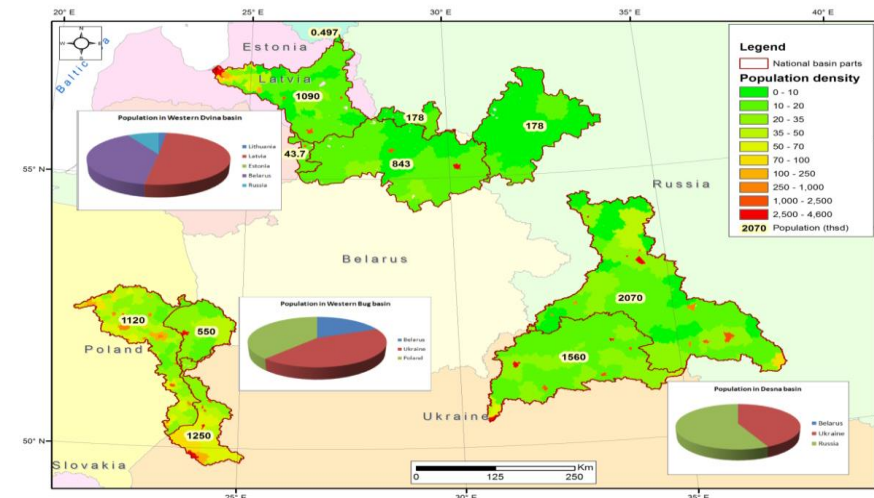 20° E
25° E
30° E
35° E
40° E
N
W
E
S
Baltic Sea
0.497
Estonia
Latvia
1090
178
178
43.7
843
55° N
Russia
Belarus
Population in Western Dvina basin
Lithuania
Latvia
Estonia
Belarus
Russia
Legend
National basin parts
Population density
0 - 10
10 - 20
20 - 35
35 - 50
50 - 70
70 - 100
100 - 250
250 - 1,000
1,000 - 2,500
2,500 - 4,600
2070 Population (thsd)
Population in Western Bug basin
Belarus
Ukraine
Poland
1120
550
Poland
1250
2070
1560
Ukraine
Population in Desna basin
Belarus
Ukraine
Russia
50° N
Slovakia
Km
0 125 250
25° E
30° E
35° E